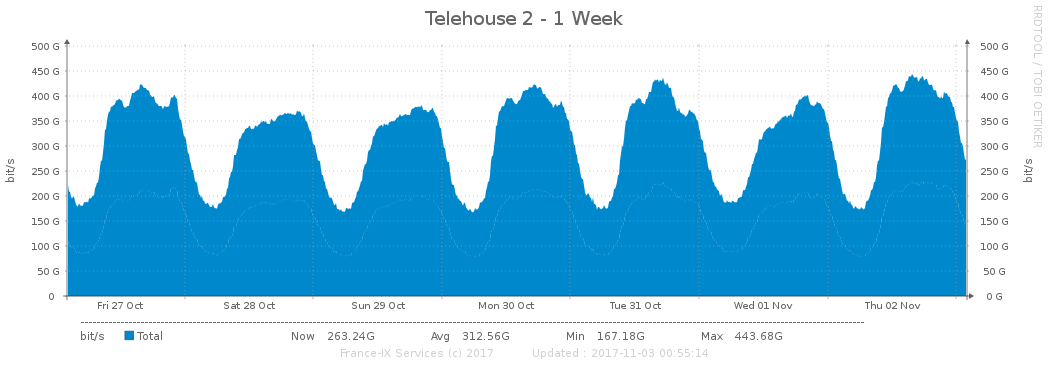 Telehouse 2 - 1 Week
RRDTOOL / TOBI OETIKER
500 G 500 G
450 G 450 G
400 G 400 G
350 G 350 G
300 G 300 G
250 G 250 G
200 G 200 G
150 G 150 G
100 G 100 G
50 G 50 G
0 0 G
bit/s bit/s
Fri 27 Oct Sat 28 Oct Sun 29 Oct Mon 30 Oct Tue 31 Oct Wed 01 Nov Thu 02 Nov
bit/s Total Now 263.24G Avg 312.56G Min 167.18G Max 443.68G
France-IX Services (c) 2017 Updated : 2017-11-03 00:55:14